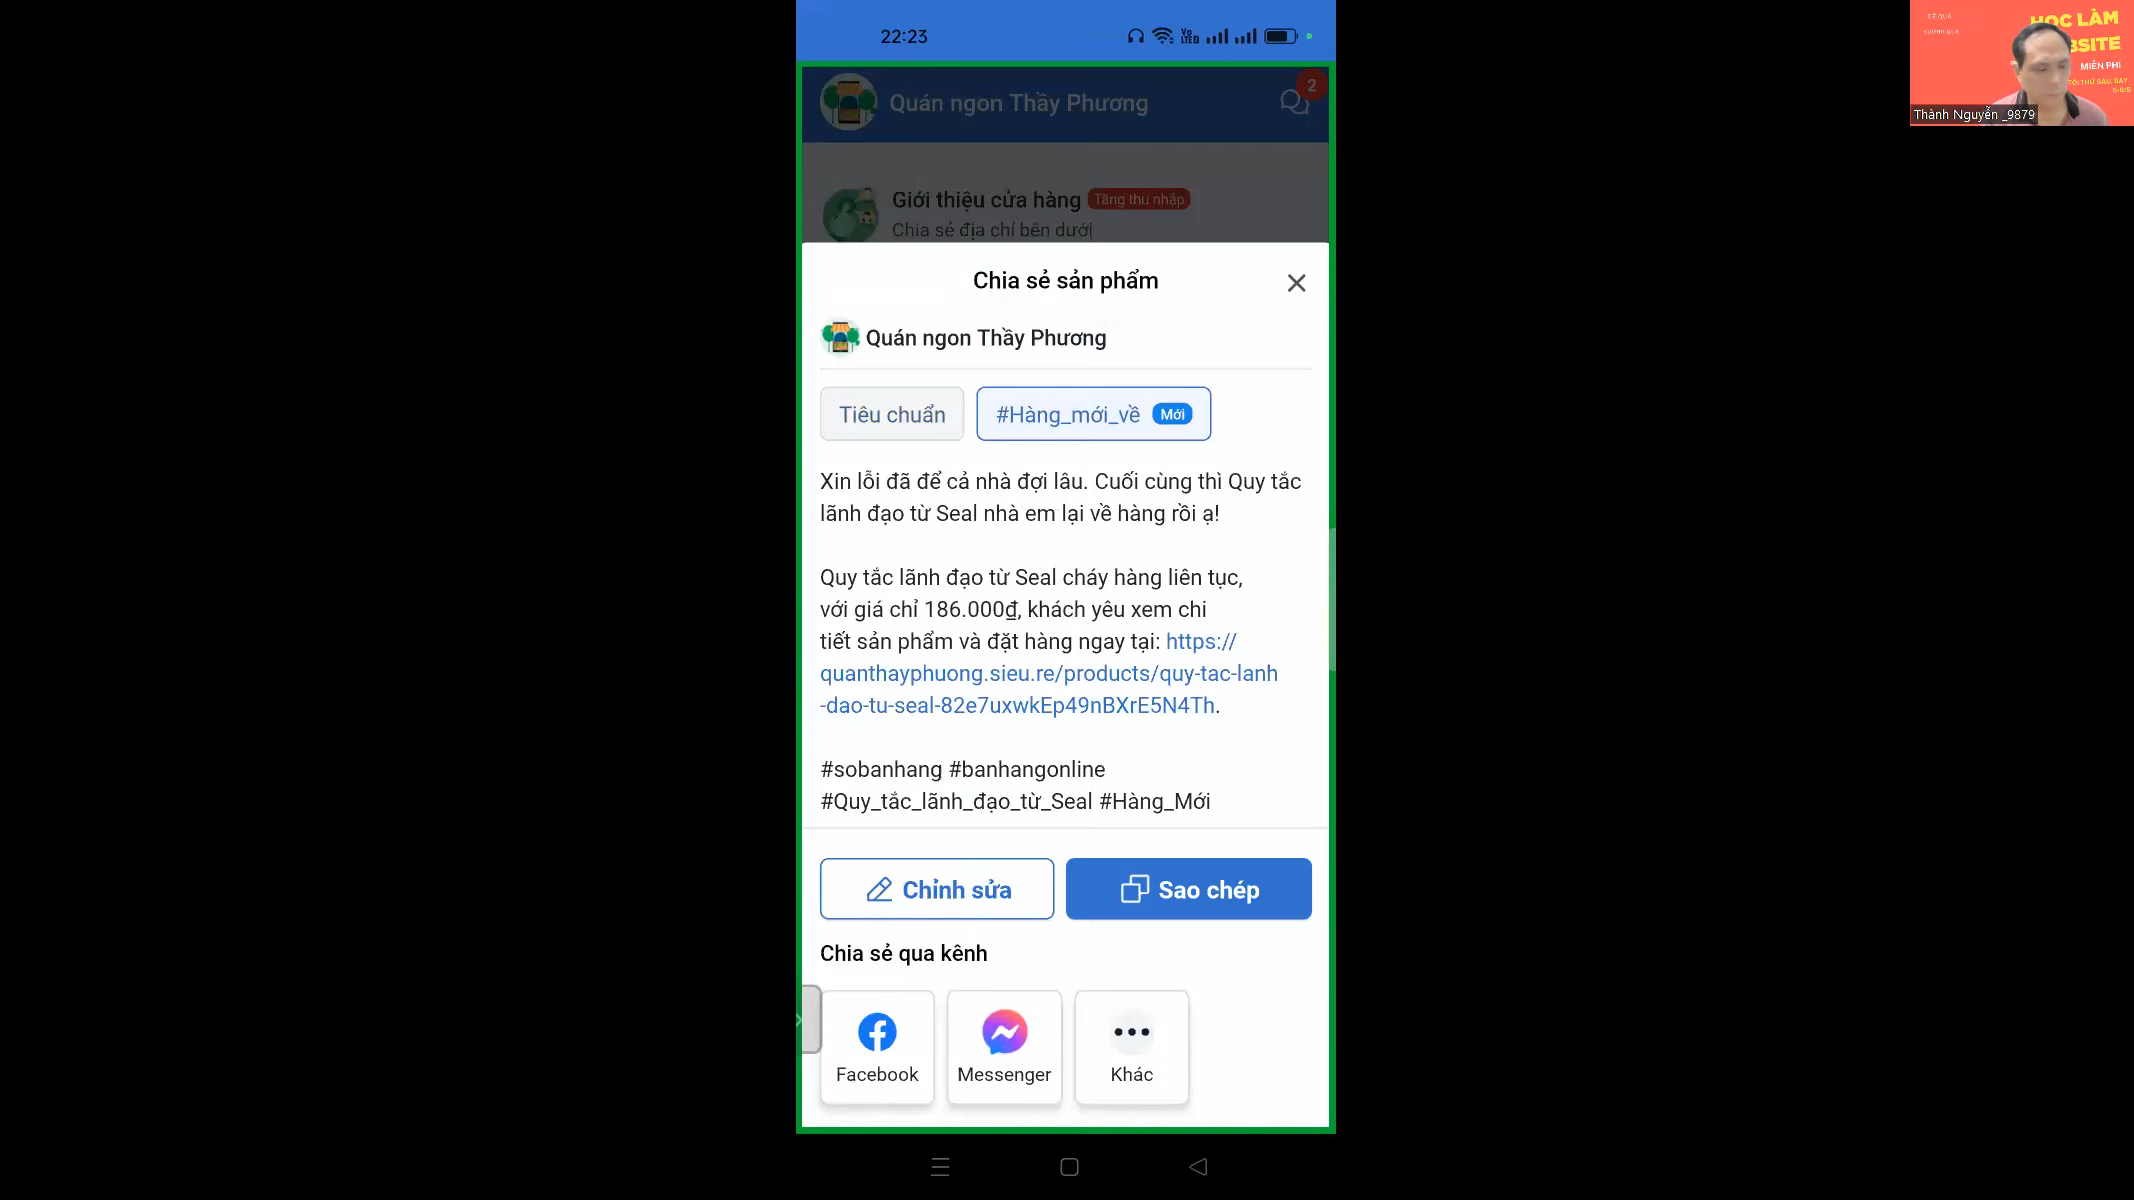 22:23
Quán ngon Thầy Phương
2
Giới thiệu cửa hàng Tăng thu nhập
Chia sẻ địa chỉ bên dưới
Chia sẻ sản phẩm
Quán ngon Thầy Phương
Tiêu chuẩn
#Hàng_mới_về Mới
Xin lỗi đã để cả nhà đợi lâu. Cuối cùng thì Quy tắc
lãnh đạo từ Seal nhà em lại về hàng rồi ạ!
Quy tắc lãnh đạo từ Seal cháy hàng liên tục,
với giá chỉ 186.000₫, khách yêu xem chi
tiết sản phẩm và đặt hàng ngay tại: https://
quanthayphuong.sieu.re/products/quy-tac-lanh
-dao-tu-seal-82e7uxwkEp49nBXrE5N4Th.
#sobanhang #banhangonline
#Quy_tắc_lãnh_đạo_từ_Seal #Hàng_Mới
Chỉnh sửa
Sao chép
Chia sẻ qua kênh
Facebook
Messenger
Khác
HỌC LÀM
BSITE
MIỄN PHÍ
Thành Nguyễn _9879